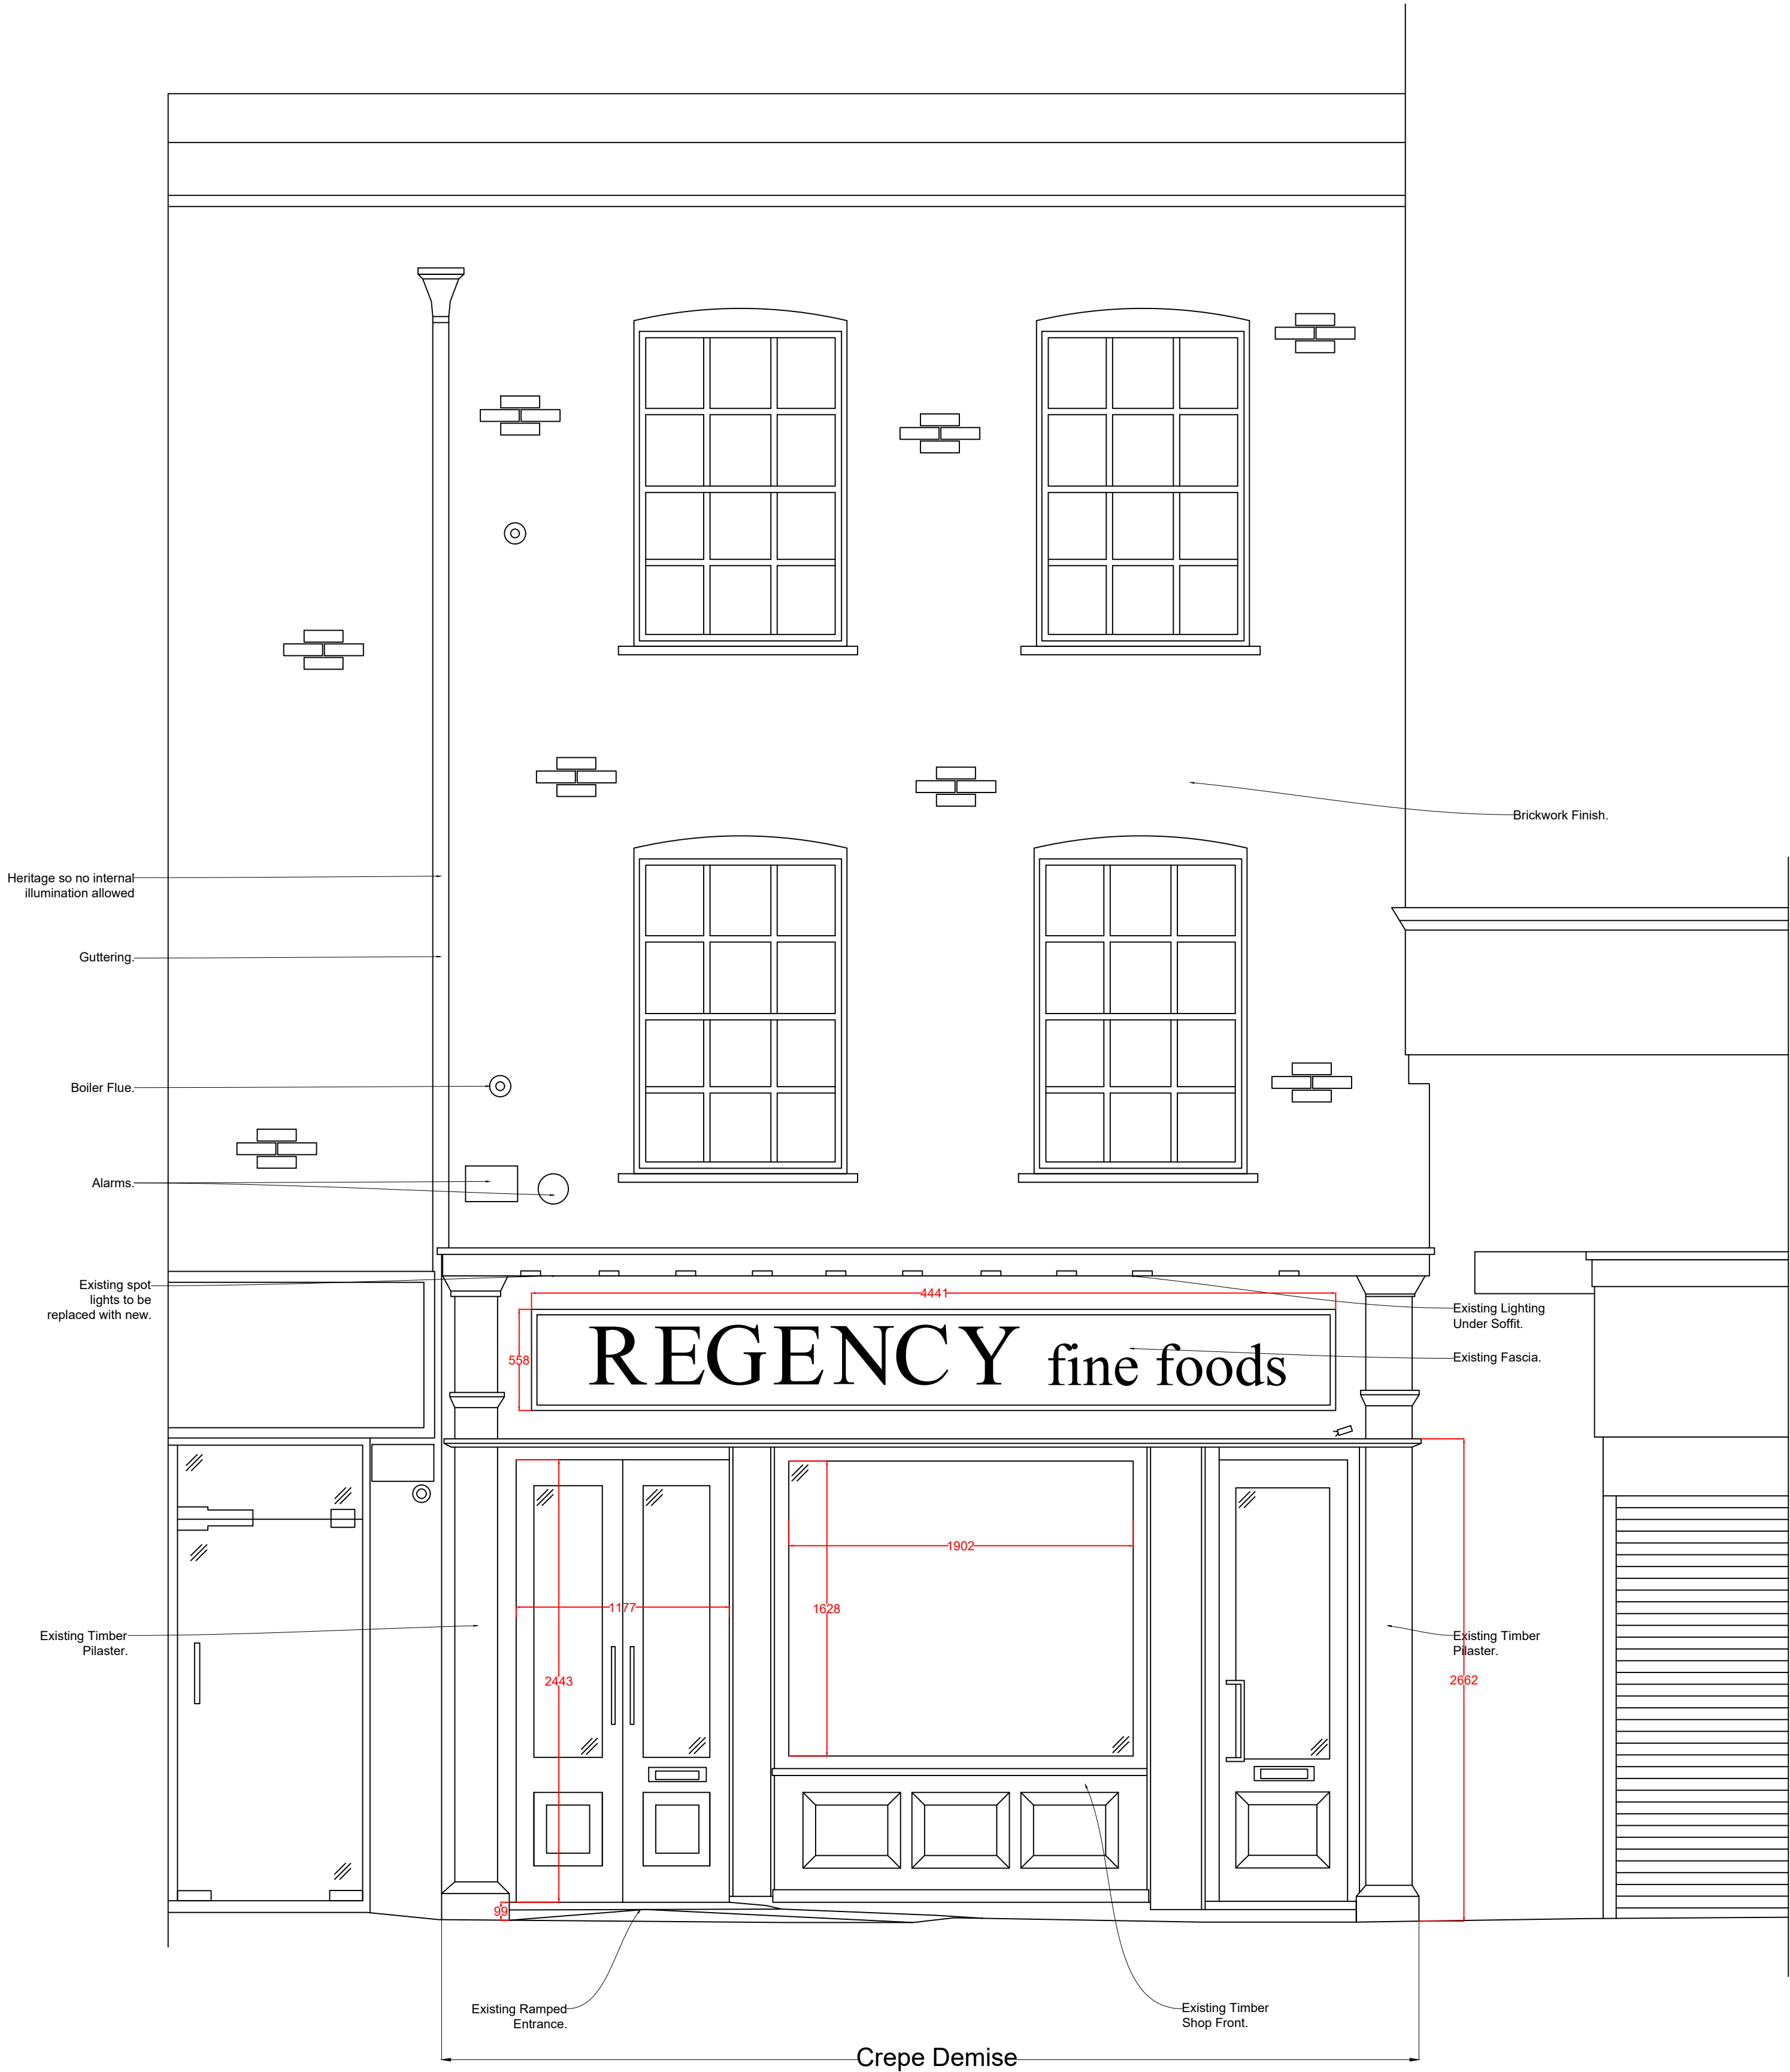 Brickwork Finish.
Heritage so no internal
illumination allowed
Guttering.
Boiler Flue.
Alarms.
Existing spot
lights to be
replaced with new.
4441
Existing Lighting
Under Soffit.
558
REGENCY fine foods
Existing Fascia.
1902
1177
1628
Existing Timber
Pilaster.
Existing Timber
Pilaster.
2443
2662
99
Existing Ramped
Entrance.
Existing Timber
Shop Front.
Crepe Demise